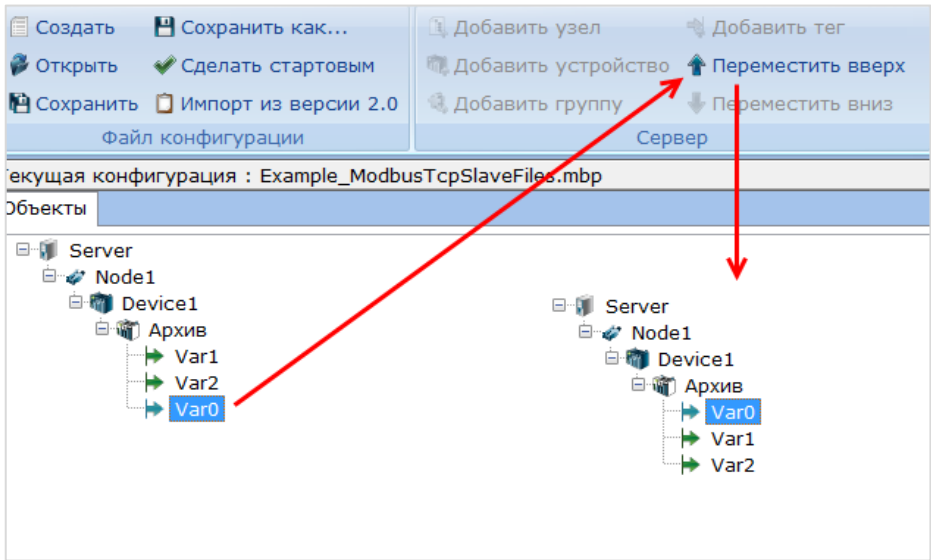 Создать Сохранить как... Добавить узел Добавить тег
Открыть Сделать стартовым Добавить устройство Переместить вверх
Сохранить Импорт из версии 2.0 Добавить группу Переместить вниз
Файл конфигурации Сервер
Текущая конфигурация : Example_ModbusTcpSlaveFiles.mbp
Объекты
Server
Node1
Device1
Архив
Var1
Var2
Var0
Server
Node1
Device1
Архив
Var0
Var1
Var2